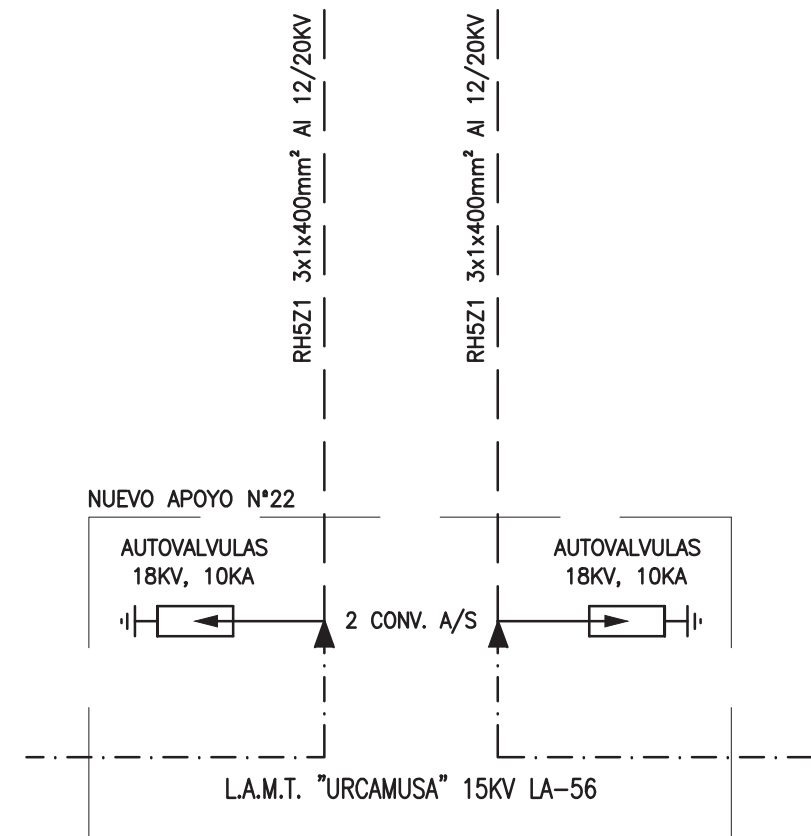 RH5Z1 3x1x400mm² Al 12/20KV
RH5Z1 3x1x400mm² Al 12/20KV
NUEVO APOYO Nº22
AUTOVALVULAS
18KV, 10KA
AUTOVALVULAS
18KV, 10KA
2 CONV. A/S
L.A.M.T. "URCAMUSA" 15KV LA-56